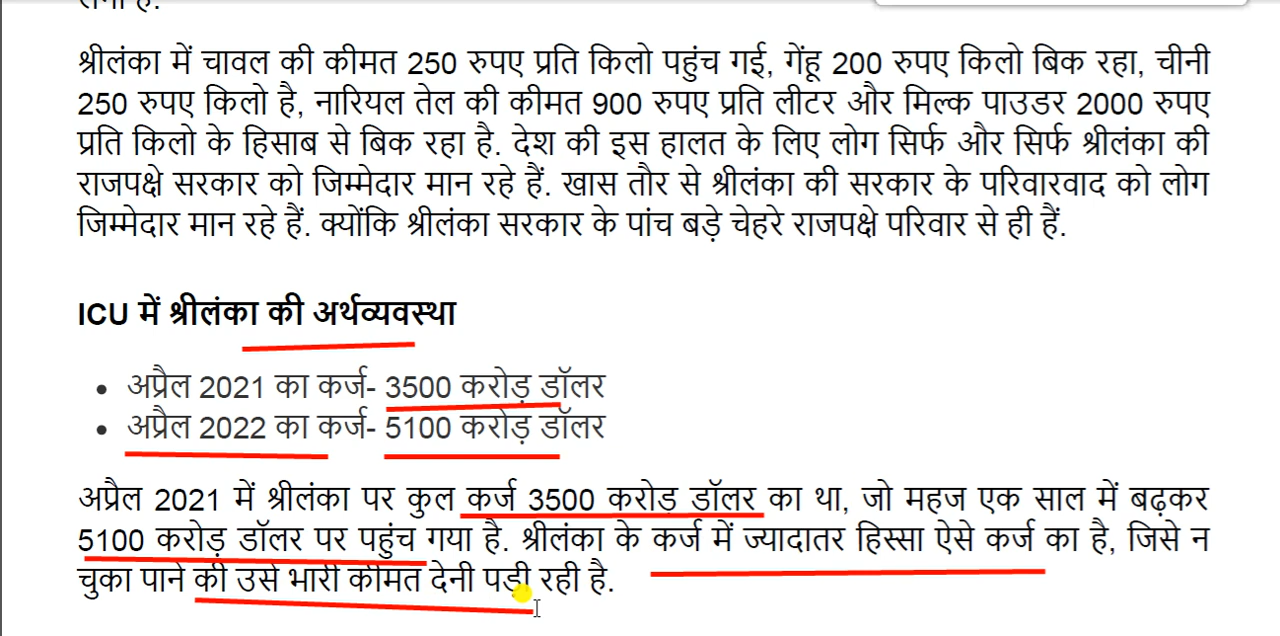 श्रीलंका में चावल की कीमत 250 रुपए प्रति किलो पहुंच गई, गेंहू 200 रुपए किलो बिक रहा, चीनी
250 रुपए किलो है, नारियल तेल की कीमत 900 रुपए प्रति लीटर और मिल्क पाउडर 2000 रुपए
प्रति किलो के हिसाब से बिक रहा है. देश की इस हालत के लिए लोग सिर्फ और सिर्फ श्रीलंका की
राजपक्षे सरकार को जिम्मेदार मान रहे हैं. खास तौर से श्रीलंका की सरकार के परिवारवाद को लोग
जिम्मेदार मान रहे हैं. क्योंकि श्रीलंका सरकार के पांच बड़े चेहरे राजपक्षे परिवार से ही हैं.
ICU में श्रीलंका की अर्थव्यवस्था
• अप्रैल 2021 का कर्ज- 3500 करोड़ डॉलर
• अप्रैल 2022 का कर्ज- 5100 करोड़ डॉलर
अप्रैल 2021 में श्रीलंका पर कुल कर्ज 3500 करोड़ डॉलर का था, जो महज एक साल में बढ़कर
5100 करोड़ डॉलर पर पहुंच गया है. श्रीलंका के कर्ज में ज्यादातर हिस्सा ऐसे कर्ज का है, जिसे न
चुका पाने की उसे भारी कीमत देनी पड़ी रही है.